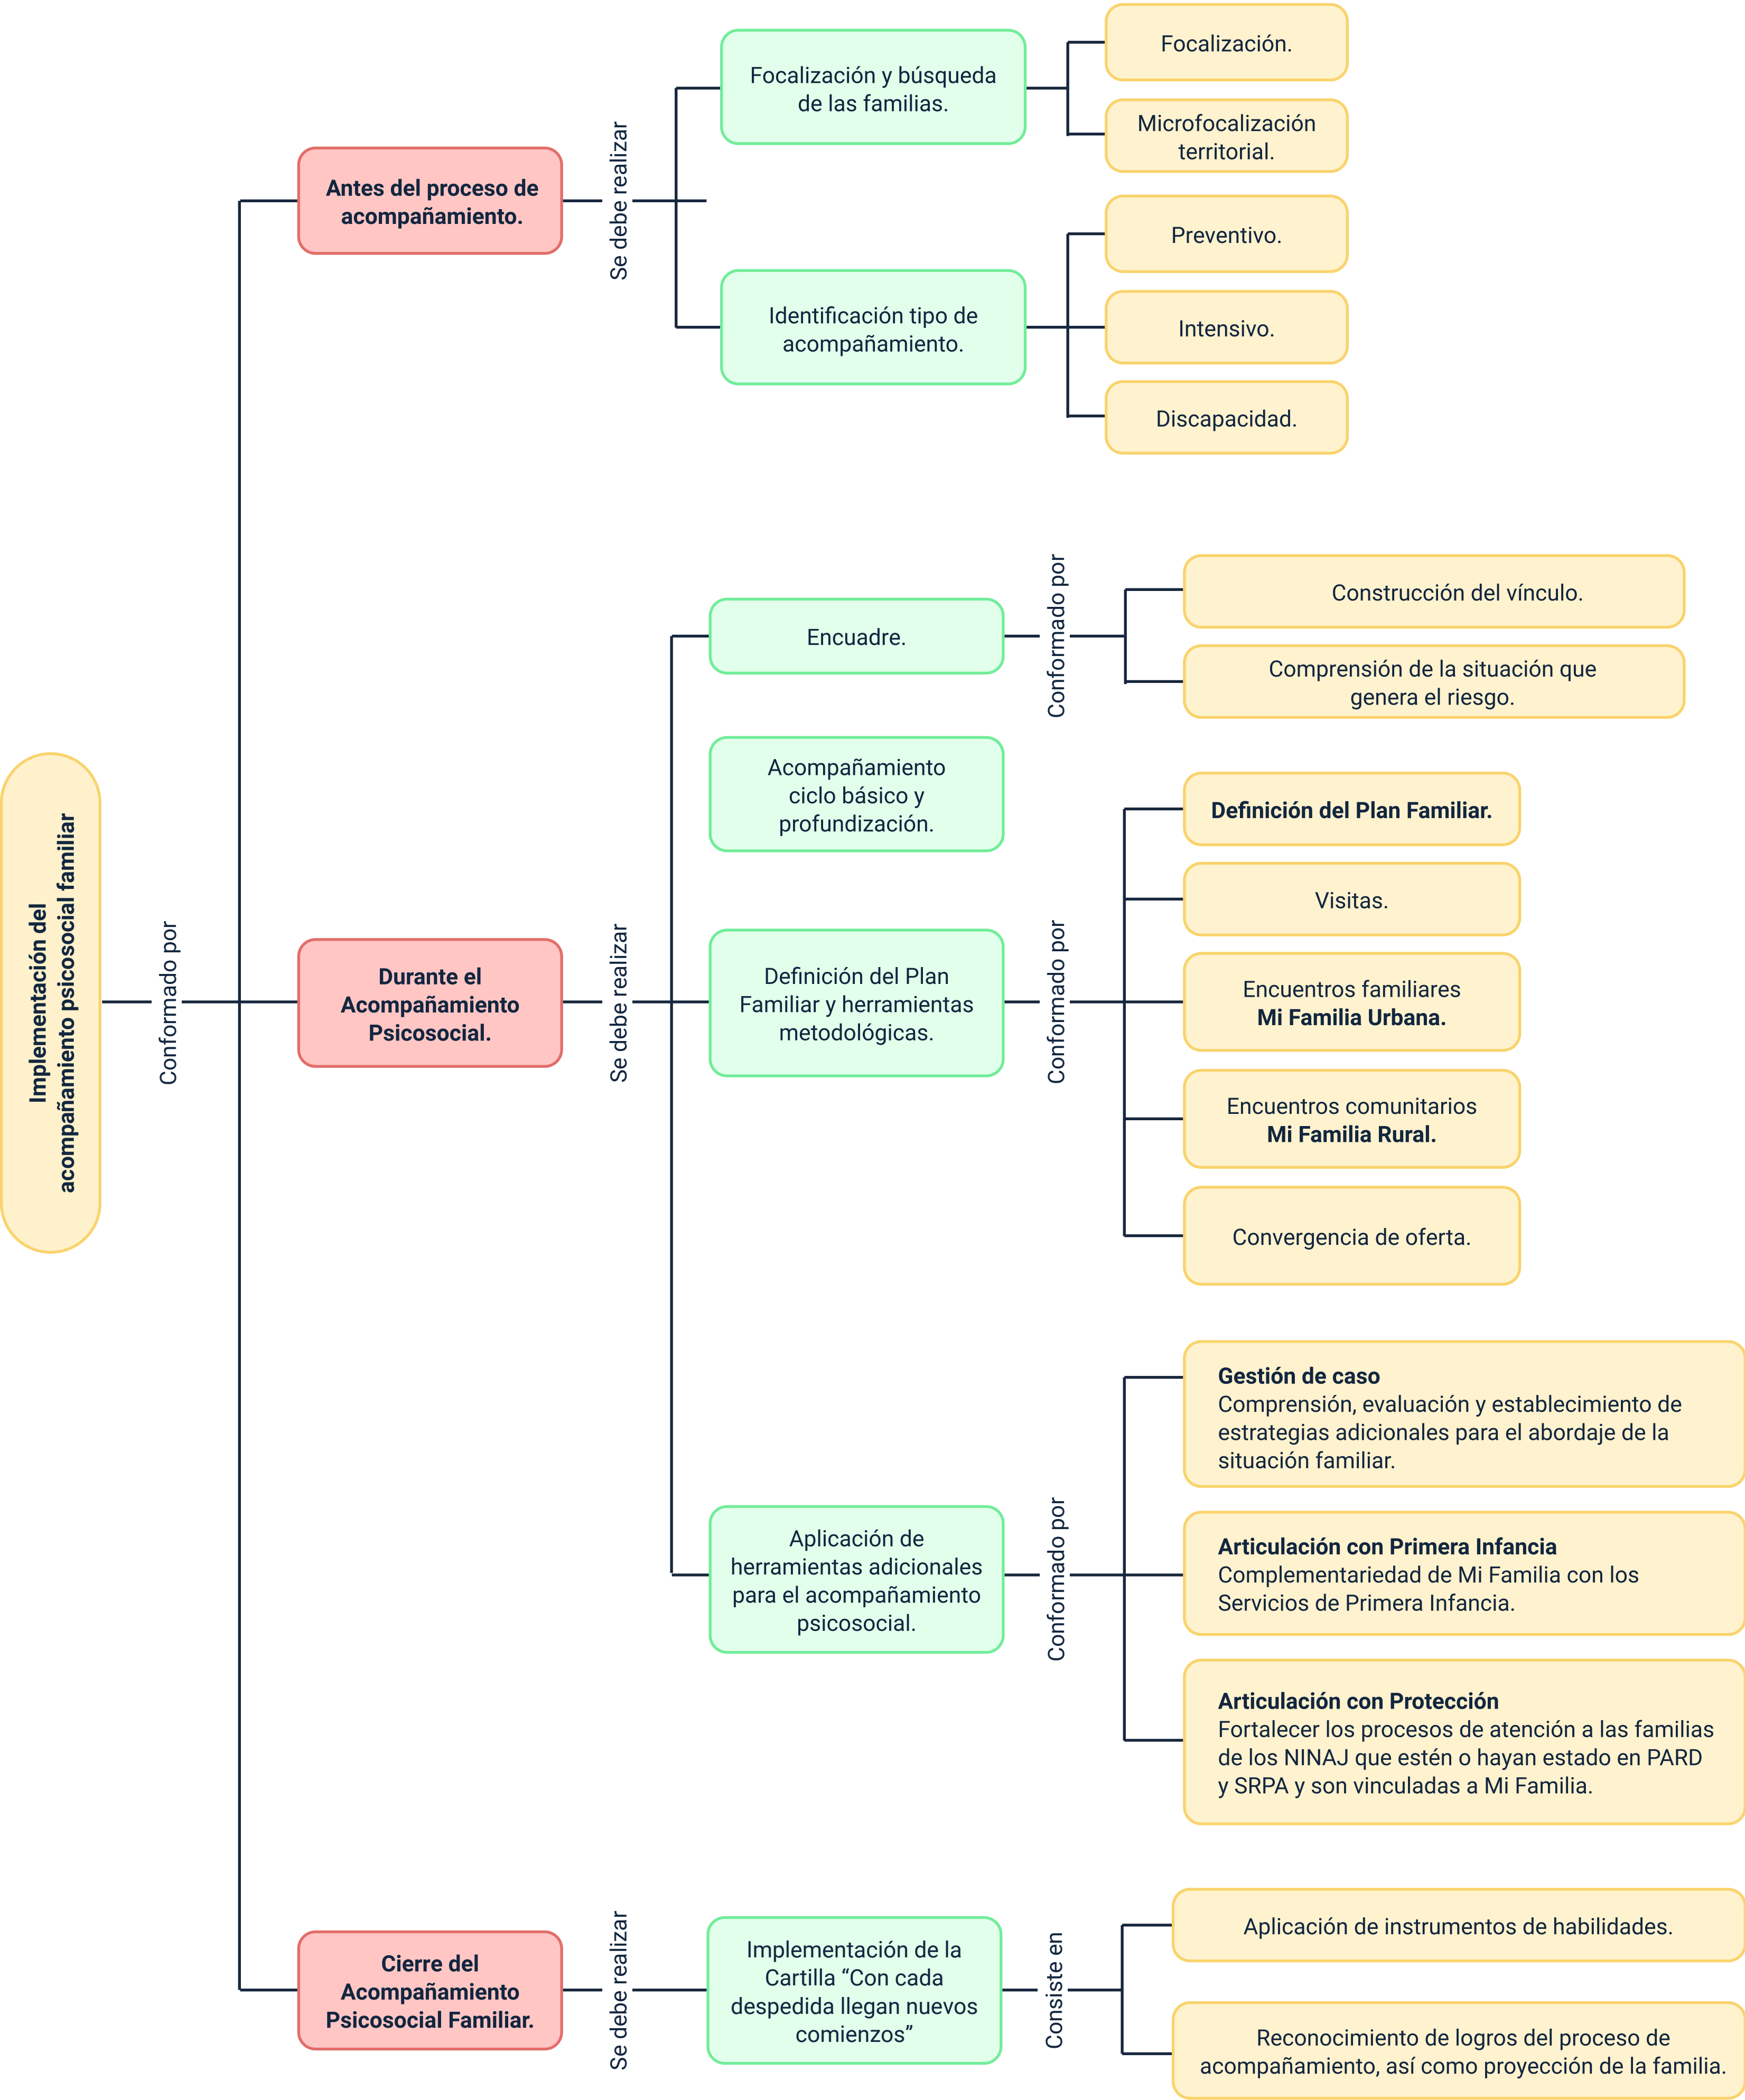 Implementación del
acompañamiento psicosocial familiar
Conformado por
Antes del proceso de
acompañamiento.
Se debe realizar
Focalización y búsqueda
de las familias.
Focalización.
Microfocalización
territorial.
Identificación tipo de
acompañamiento.
Preventivo.
Intensivo.
Discapacidad.
Durante el
Acompañamiento
Psicosocial.
Se debe realizar
Encuadre.
Conformado por
Construcción del vínculo.
Comprensión de la situación que
genera el riesgo.
Acompañamiento
ciclo básico y
profundización.
Definición del Plan
Familiar y herramientas
metodológicas.
Conformado por
Definición del Plan Familiar.
Visitas.
Encuentros familiares
Mi Familia Urbana.
Encuentros comunitarios
Mi Familia Rural.
Convergencia de oferta.
Aplicación de
herramientas adicionales
para el acompañamiento
psicosocial.
Conformado por
Gestión de caso
Comprensión, evaluación y establecimiento de
estrategias adicionales para el abordaje de la
situación familiar.
Articulación con Primera Infancia
Complementariedad de Mi Familia con los
Servicios de Primera Infancia.
Articulación con Protección
Fortalecer los procesos de atención a las familias
de los NINAJ que estén o hayan estado en PARD
y SRPA y son vinculadas a Mi Familia.
Cierre del
Acompañamiento
Psicosocial Familiar.
Se debe realizar
Implementación de la
Cartilla “Con cada
despedida llegan nuevos
comienzos”
Consiste en
Aplicación de instrumentos de habilidades.
Reconocimiento de logros del proceso de
acompañamiento, así como proyección de la familia.